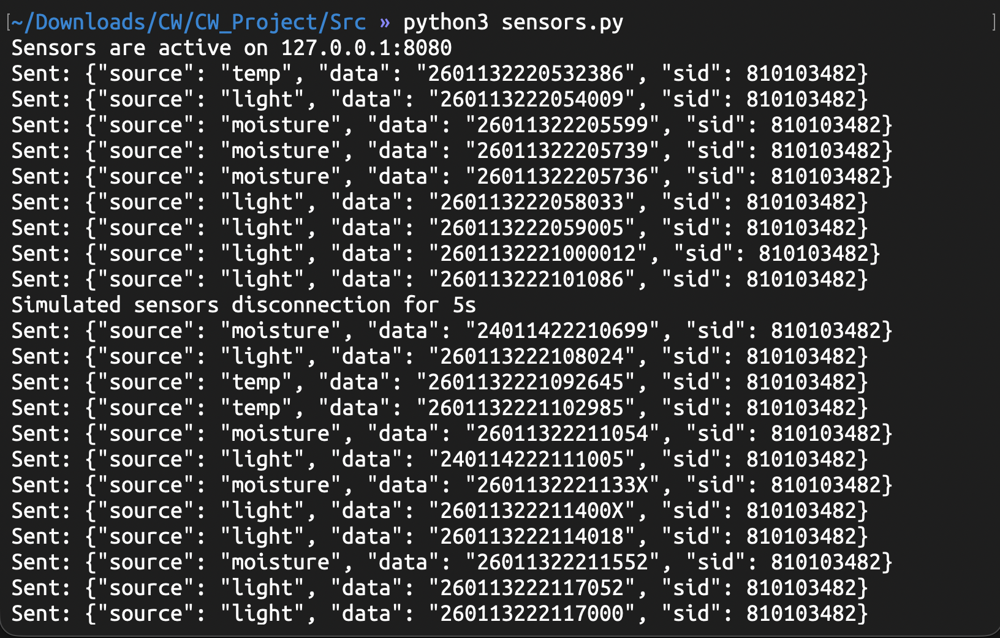 [~/Downloads/CW/CW_Project/Src » python3 sensors.py ]
Sensors are active on 127.0.0.1:8080
Sent: {"source": "temp", "data": "2601132220532386", "sid": 810103482}
Sent: {"source": "light", "data": "260113222054009", "sid": 810103482}
Sent: {"source": "moisture", "data": "26011322205599", "sid": 810103482}
Sent: {"source": "moisture", "data": "26011322205739", "sid": 810103482}
Sent: {"source": "moisture", "data": "26011322205736", "sid": 810103482}
Sent: {"source": "light", "data": "260113222058033", "sid": 810103482}
Sent: {"source": "light", "data": "260113222059005", "sid": 810103482}
Sent: {"source": "light", "data": "2601132221000012", "sid": 810103482}
Sent: {"source": "light", "data": "260113222101086", "sid": 810103482}
Simulated sensors disconnection for 5s
Sent: {"source": "moisture", "data": "24011422210699", "sid": 810103482}
Sent: {"source": "light", "data": "260113222108024", "sid": 810103482}
Sent: {"source": "temp", "data": "2601132221092645", "sid": 810103482}
Sent: {"source": "temp", "data": "2601132221102985", "sid": 810103482}
Sent: {"source": "moisture", "data": "26011322211054", "sid": 810103482}
Sent: {"source": "light", "data": "240114222111005", "sid": 810103482}
Sent: {"source": "moisture", "data": "2601132221133X", "sid": 810103482}
Sent: {"source": "light", "data": "26011322211400X", "sid": 810103482}
Sent: {"source": "light", "data": "260113222114018", "sid": 810103482}
Sent: {"source": "moisture", "data": "26011322211552", "sid": 810103482}
Sent: {"source": "light", "data": "260113222117052", "sid": 810103482}
Sent: {"source": "light", "data": "260113222117000", "sid": 810103482}